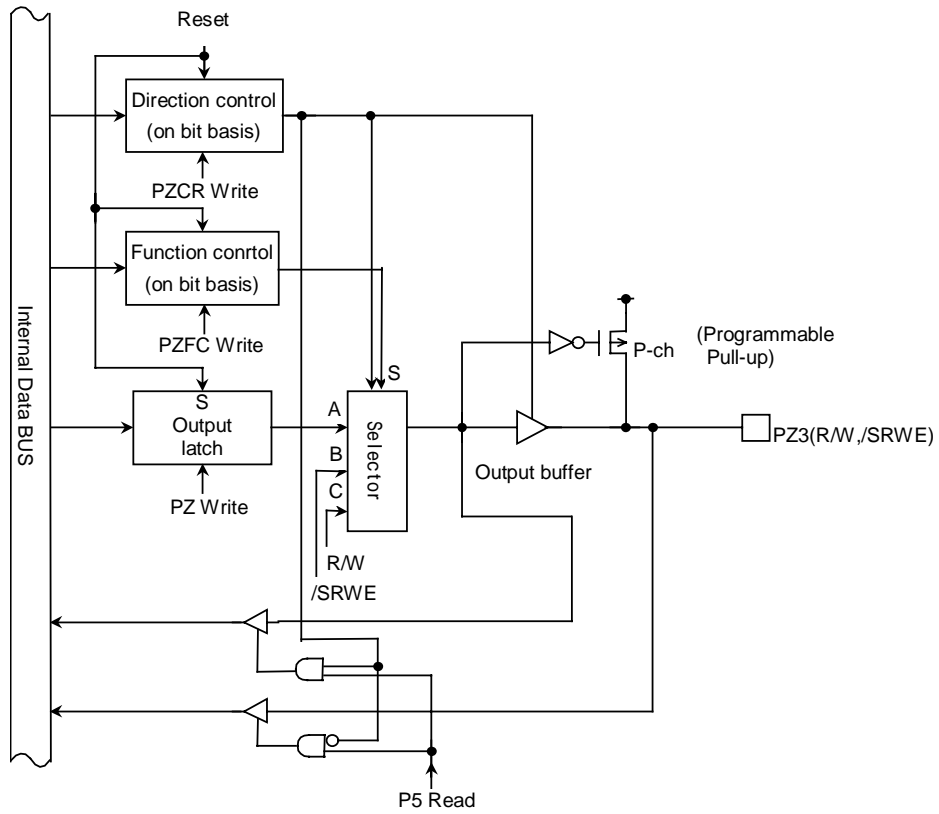 Reset
Direction control
(on bit basis)
PZCR Write
Function conrtol
(on bit basis)
PZFC Write
Internal Data BUS
S
Output
latch
PZ Write
A
B
C
S
Selector
R/W
/SRWE
Output buffer
P-ch
(Programmable
Pull-up)
PZ3(R/W,/SRWE)
P5 Read